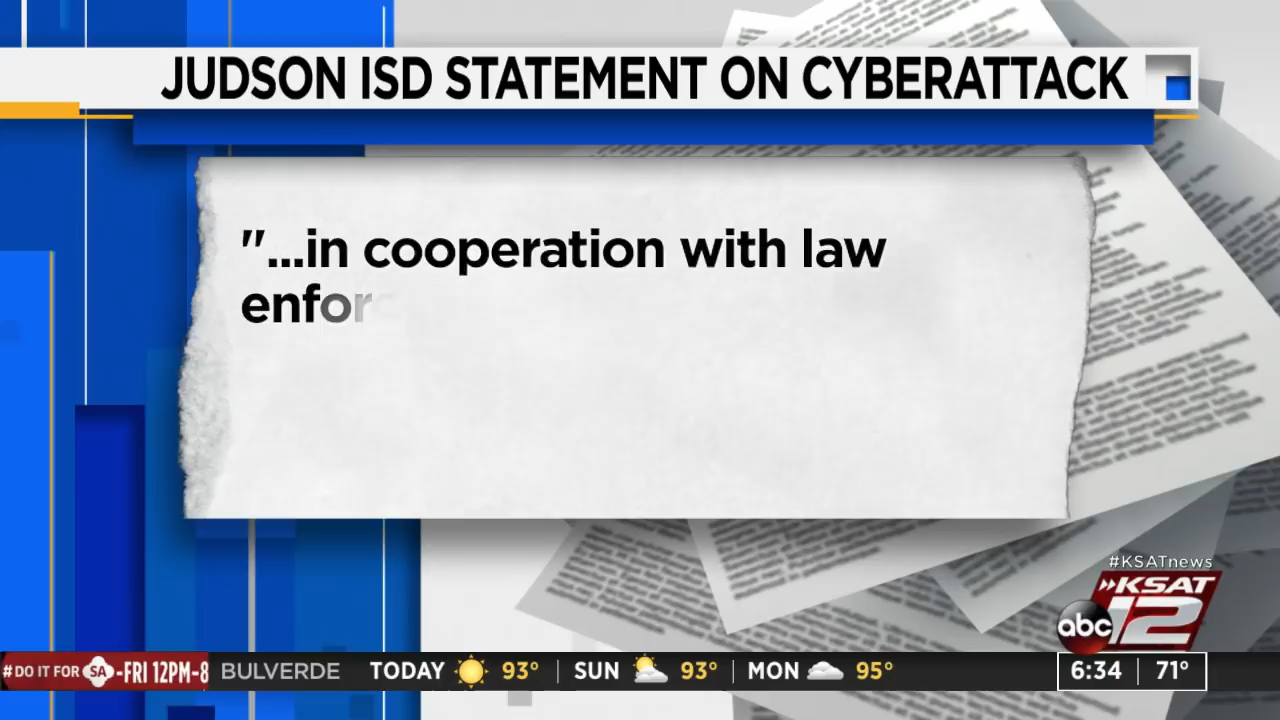 JUDSON ISD STATEMENT ON CYBERATTACK
"...in cooperation with law
enfor
#KSATnews
KSAT
abc 12
#DO IT FOR SA -FRI 12PM-8 BULVERDE TODAY 93° SUN 93° MON 95° 6:34 71°